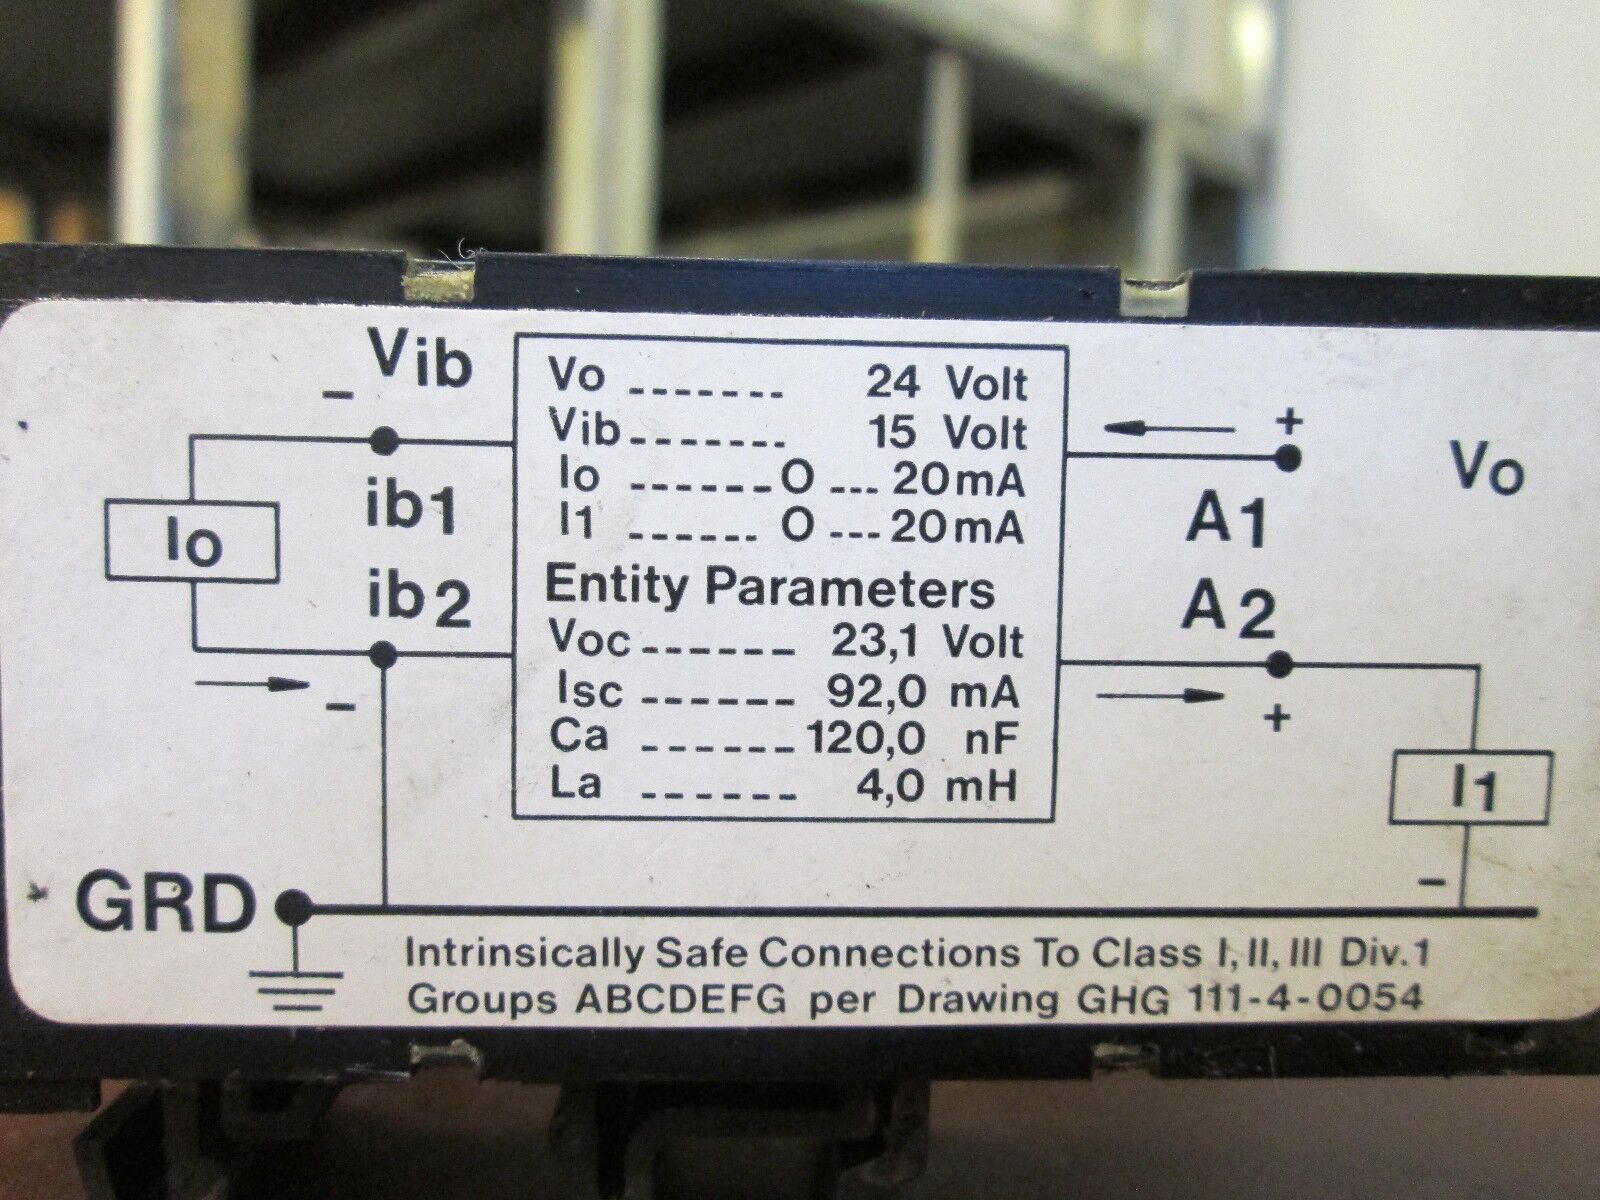 Vib
Vo ------- 24 Volt
Vib ------- 15 Volt
Io ------ 0 --- 20mA
I1 ------ 0 --- 20mA
Entity Parameters
Voc ------ 23,1 Volt
Isc ------ 92,0 mA
Ca ------ 120,0 nF
La ------ 4,0 mH
-
ib1
ib2
Io
-
+
Vo
A1
A2
+
I1
-
GRD
Intrinsically Safe Connections To Class I, II, III Div.1
Groups ABCDEFG per Drawing GHG 111-4-0054